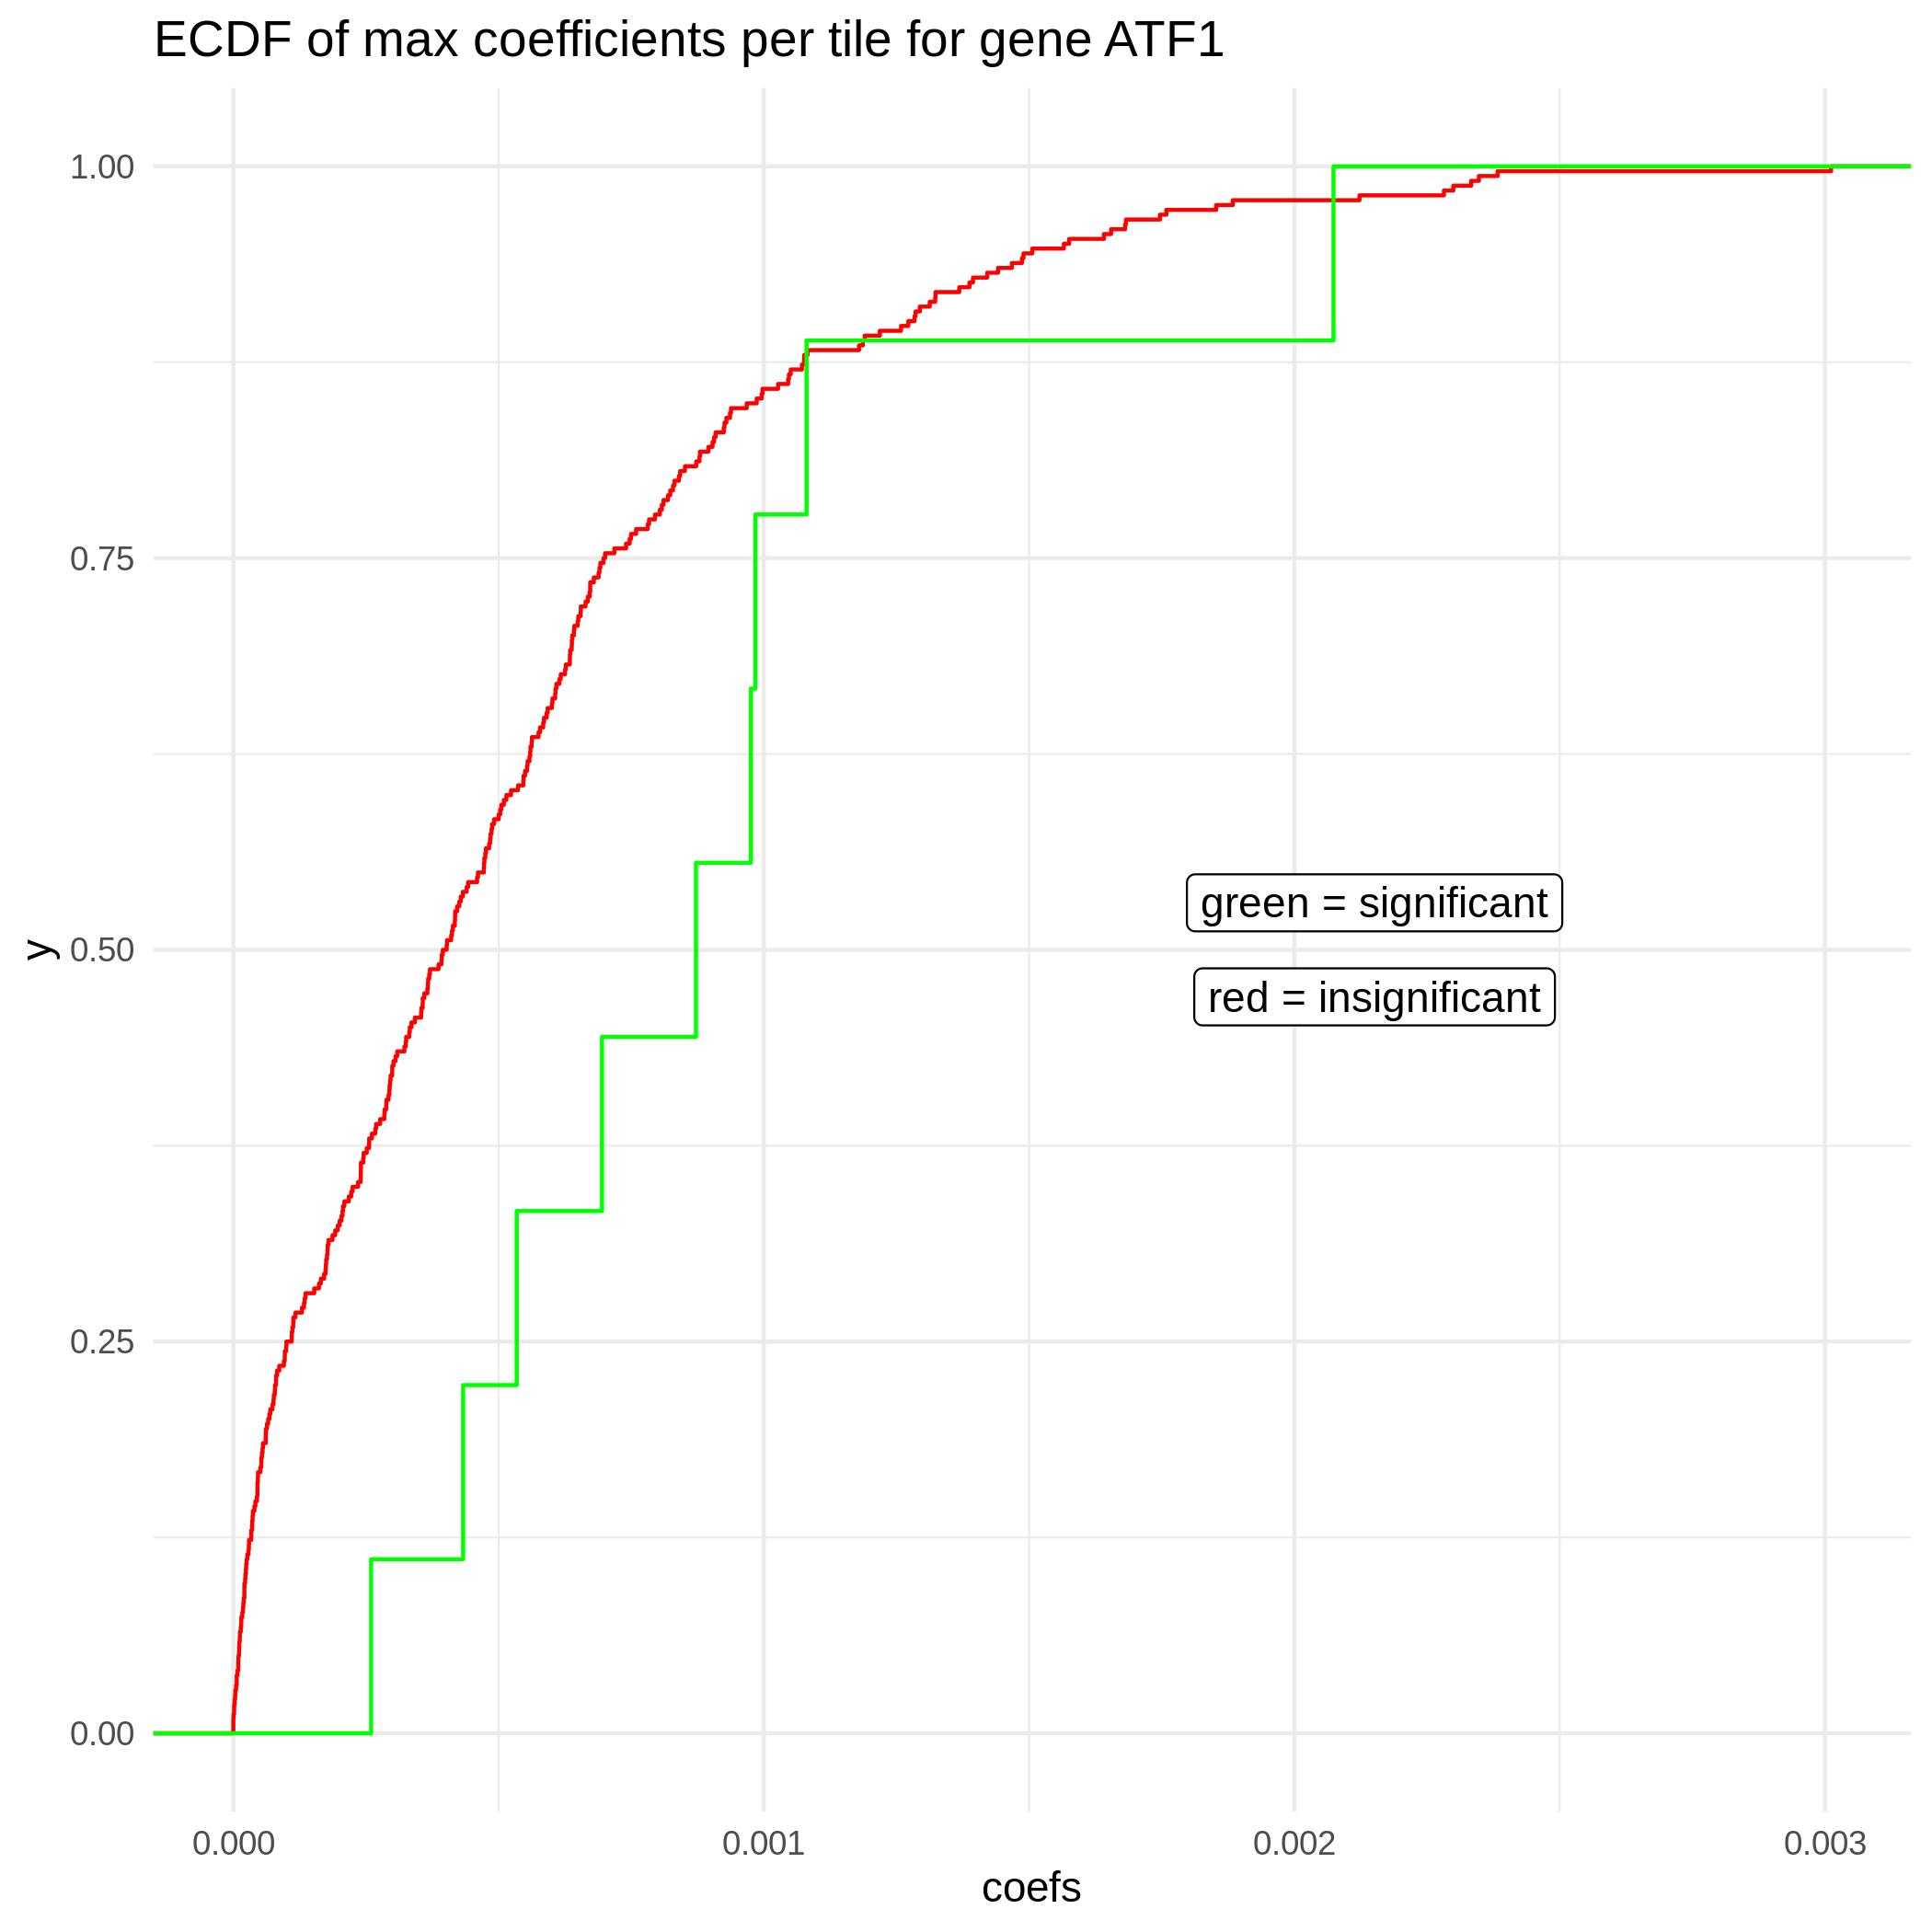 ECDF of max coefficients per tile for gene ATF1
1.00
0.75
0.50
0.25
0.00
y
green = significant
red = insignificant
0.000 0.001 0.002 0.003
coefs